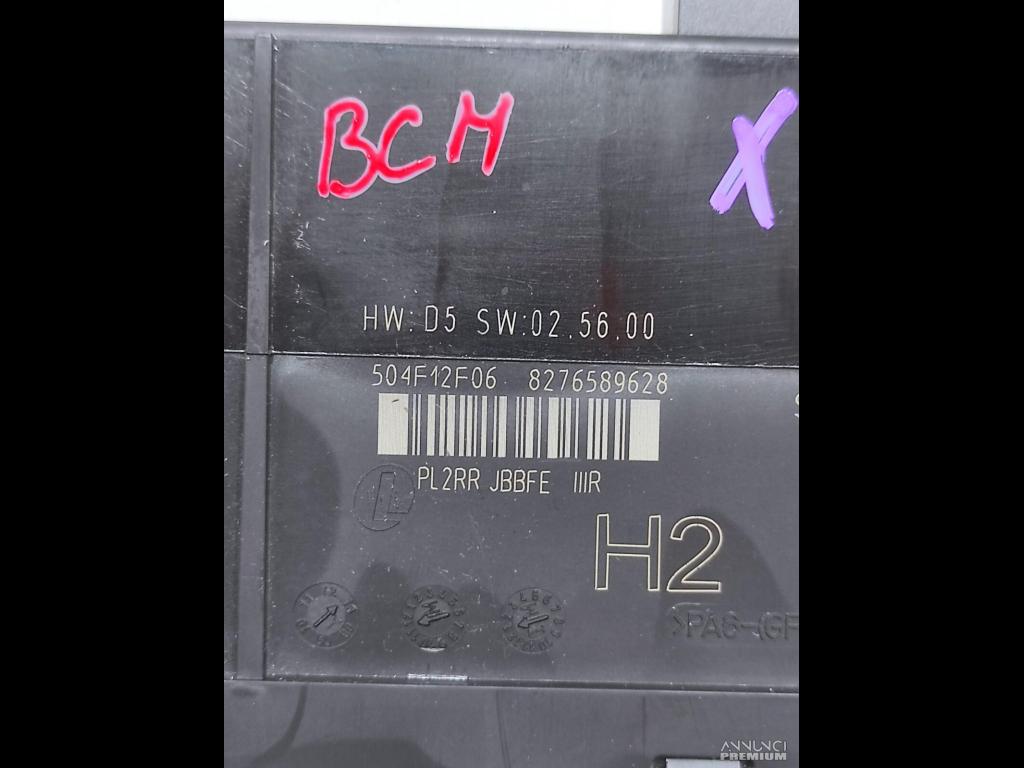 BCM X
HW:D5 SW:02.56.00
504F12F06 8276589628
PL2RR JBBFE IIIR
H2
>PA6-(GF
ANNUNCI
PREMIUM